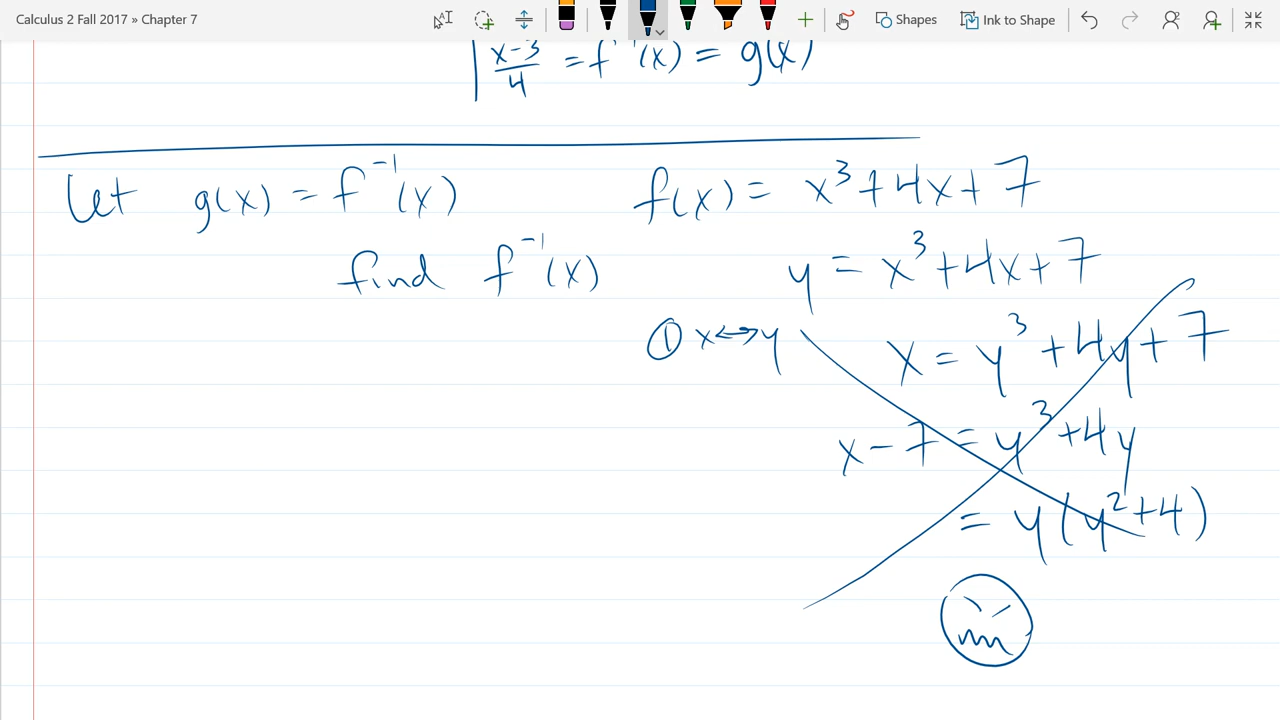 Calculus 2 Fall 2017 » Chapter 7
Shapes
Ink to Shape
x-3/4 = f⁻¹(x) = g(x)
Let g(x) = f⁻¹(x)
f(x) = x³+4x+7
find f⁻¹(x)
y = x³+4x+7
① x↔y
x = y³+4y+7
x-7 = y³+4y
= y(y²+4)